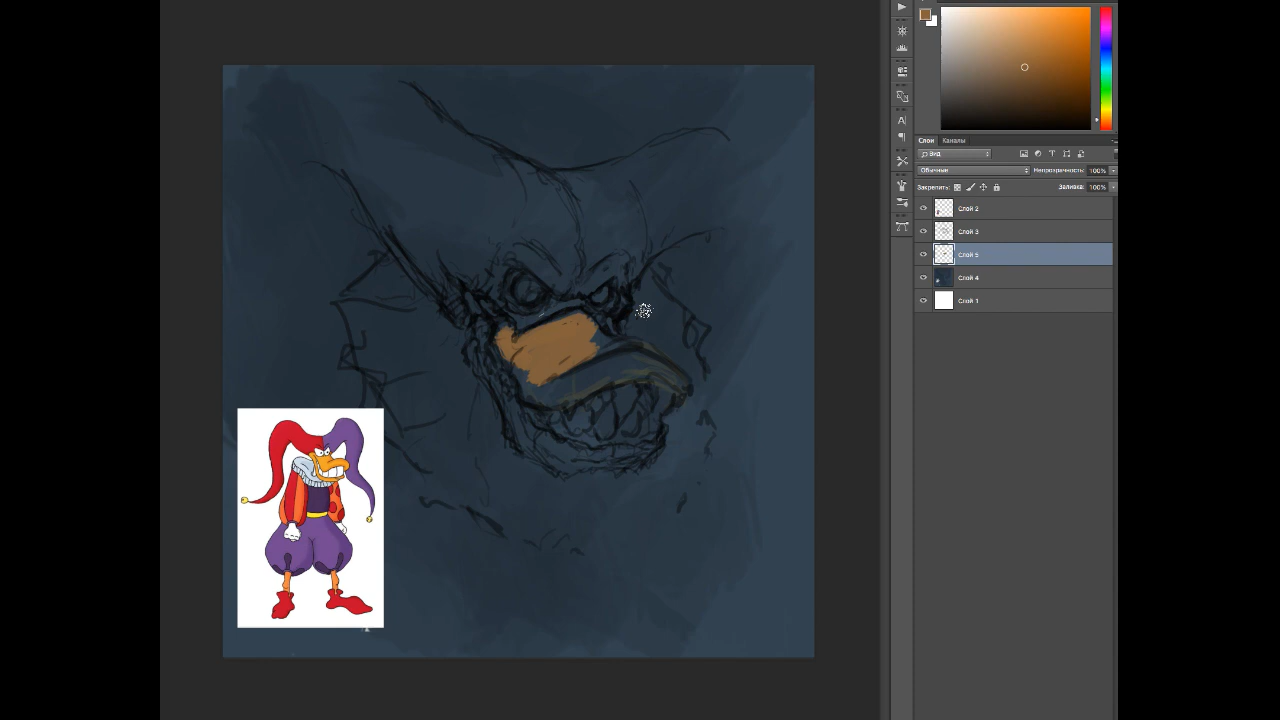 Слои Каналы
Вид
Обычные Непрозрачность: 100%
Закрепить: Заливка: 100%
Слой 2
Слой 3
Слой 5
Слой 4
Слой 1